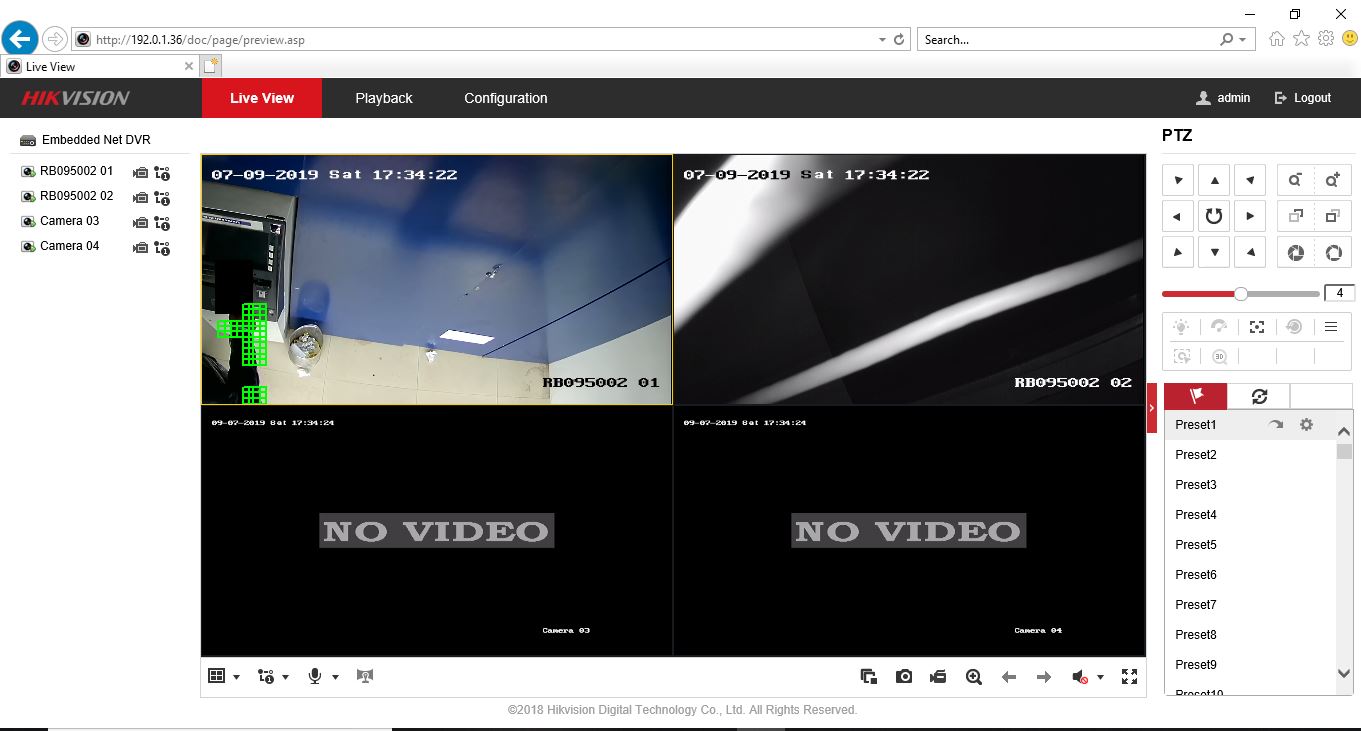 http://192.0.1.36/doc/page/preview.asp
Search...
Live View
HIKVISION
Live View
Playback
Configuration
admin
Logout
Embedded Net DVR
RB095002 01
RB095002 02
Camera 03
Camera 04
07-09-2019 Sat 17:34:22
RB095002 01
07-09-2019 Sat 17:34:22
RB095002 02
09-07-2019 Sat 17:34:24
NO VIDEO
Camera 03
09-07-2019 Sat 17:34:24
NO VIDEO
Camera 04
PTZ
4
3D
Preset1
Preset2
Preset3
Preset4
Preset5
Preset6
Preset7
Preset8
Preset9
Preset10
©2018 Hikvision Digital Technology Co., Ltd. All Rights Reserved.